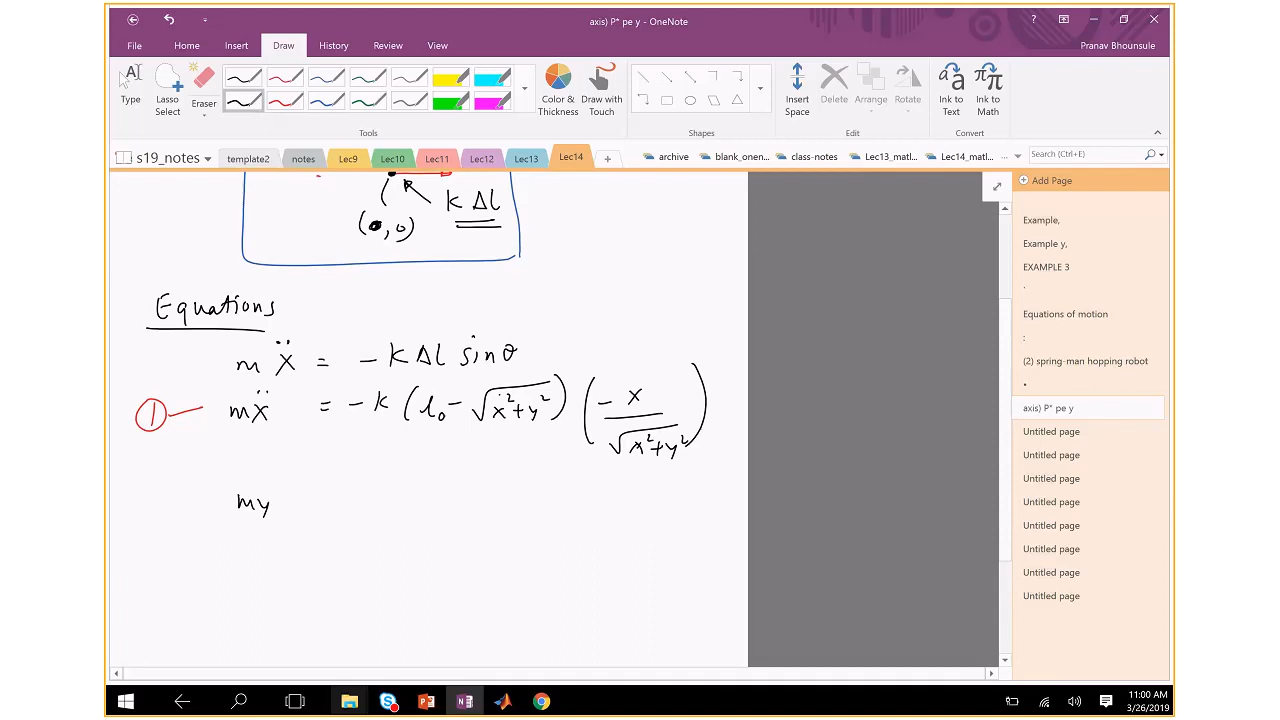 axis) P* pe y - OneNote
?
File Home Insert Draw History Review View
Pranav Bhounsule
Type
Lasso Select
Eraser
Color & Thickness
Draw with Touch
Insert Space
Delete
Arrange
Rotate
Ink to Text
Ink to Math
Tools
Shapes
Edit
Convert
s19_notes template2 notes Lec9 Lec10 Lec11 Lec12 Lec13 Lec14 +
archive blank_onen... class-notes Lec13_matl... Lec14_mat... ...
Search (Ctrl+E)
Add Page
Example,
Example y,
EXAMPLE 3
`
Equations of motion
:
(2) spring-man hopping robot
•
axis) P* pe y
Untitled page
Untitled page
Untitled page
Untitled page
Untitled page
Untitled page
Untitled page
Untitled page
k Δl
(0, 0)
Equations
m ẍ = - k Δl sinθ
① mẍ = - k (l₀ - √(x²+y²)) (-x / √(x²+y²))
my
11:00 AM
3/26/2019